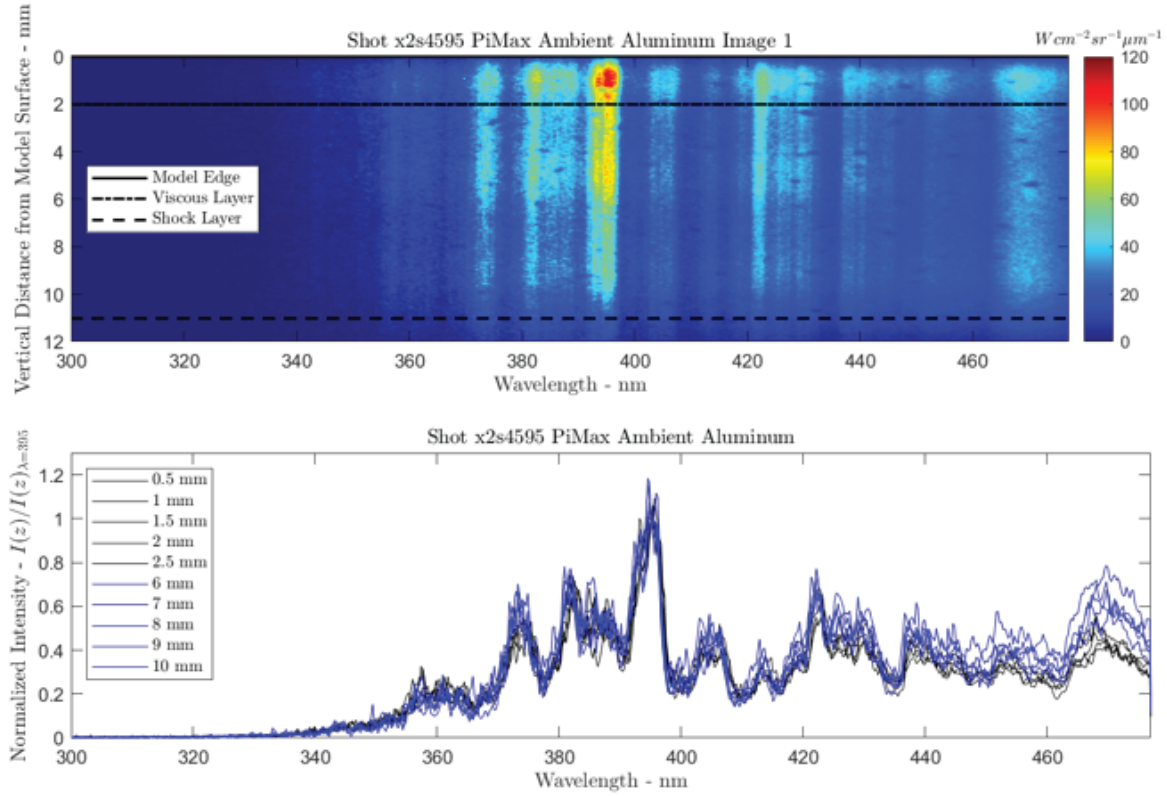 Shot x2s4595 PiMax Ambient Aluminum Image 1
Wcm⁻²sr⁻¹μm⁻¹
Vertical Distance from Model Surface - mm
0
2
4
6
8
10
12
Model Edge
Viscous Layer
Shock Layer
120
100
80
60
40
20
0
300 320 340 360 380 400 420 440 460
Wavelength - nm
Shot x2s4595 PiMax Ambient Aluminum
Normalized Intensity - I(z)/I(z)λ=395
1.2
1
0.8
0.6
0.4
0.2
0
0.5 mm
1 mm
1.5 mm
2 mm
2.5 mm
6 mm
7 mm
8 mm
9 mm
10 mm
300 320 340 360 380 400 420 440 460
Wavelength - nm